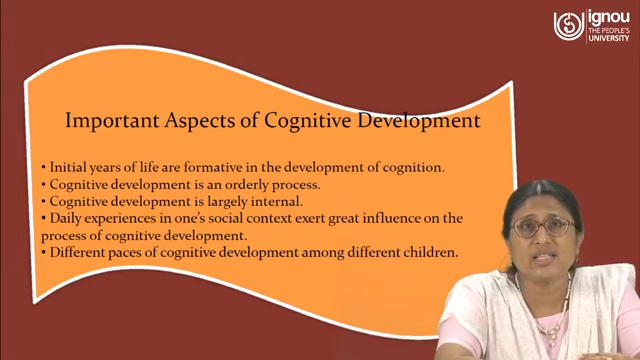 ignou
THE PEOPLE'S
UNIVERSITY
Important Aspects of Cognitive Development
• Initial years of life are formative in the development of cognition.
• Cognitive development is an orderly process.
• Cognitive development is largely internal.
• Daily experiences in one's social context exert great influence on the
process of cognitive development.
• Different paces of cognitive development among different children.